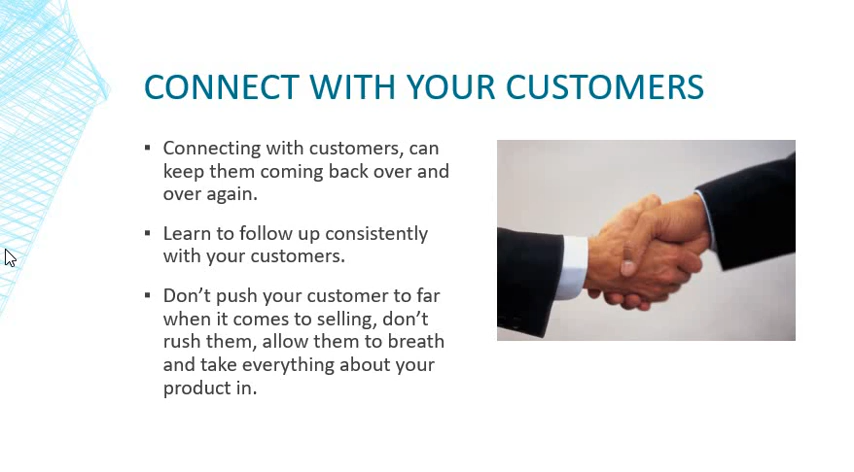 CONNECT WITH YOUR CUSTOMERS
▪ Connecting with customers, can
keep them coming back over and
over again.
▪ Learn to follow up consistently
with your customers.
▪ Don’t push your customer to far
when it comes to selling, don’t
rush them, allow them to breath
and take everything about your
product in.